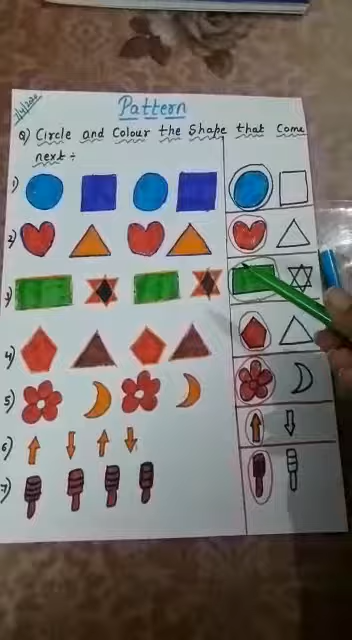 Pattern
Q) Circle and Colour the Shape that Come
next :-
1)
2)
3)
4)
5)
6)
7)